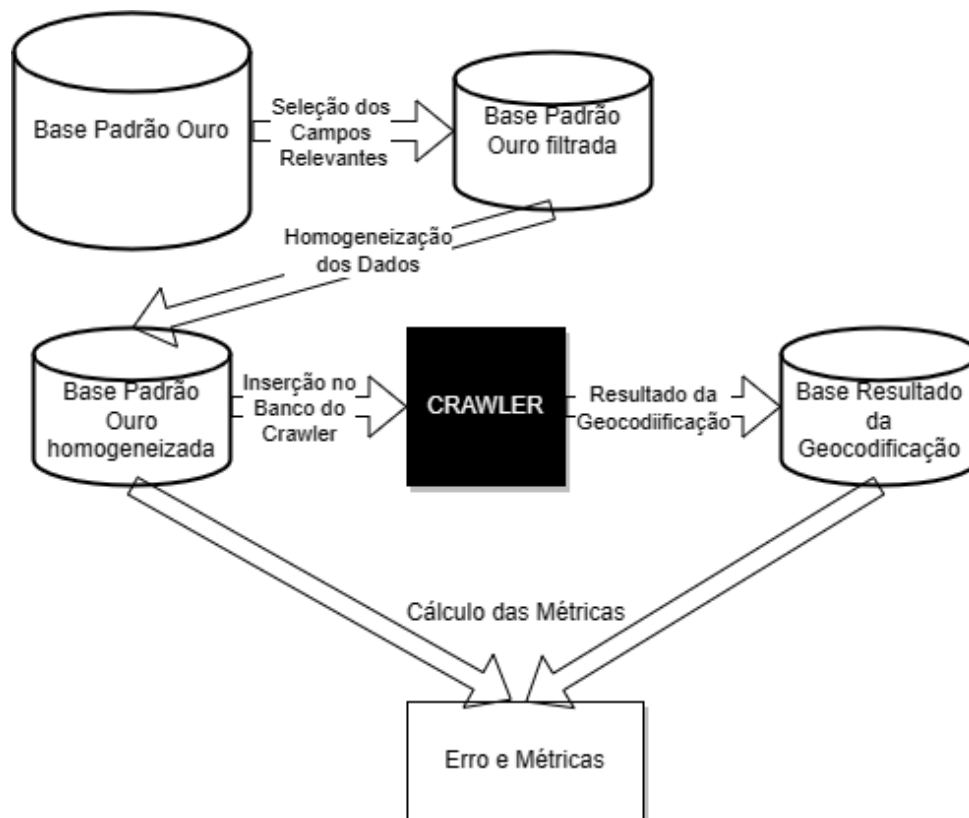 Base Padrão Ouro
Seleção dos
Campos
Relevantes
Base Padrão
Ouro filtrada
Homogeneização
dos Dados
Base Padrão
Ouro
homogeneizada
Inserção no
Banco do
Crawler
CRAWLER
Resultado da
Geocodiificação
Base Resultado
da
Geocodificação
Cálculo das Métricas
Erro e Métricas